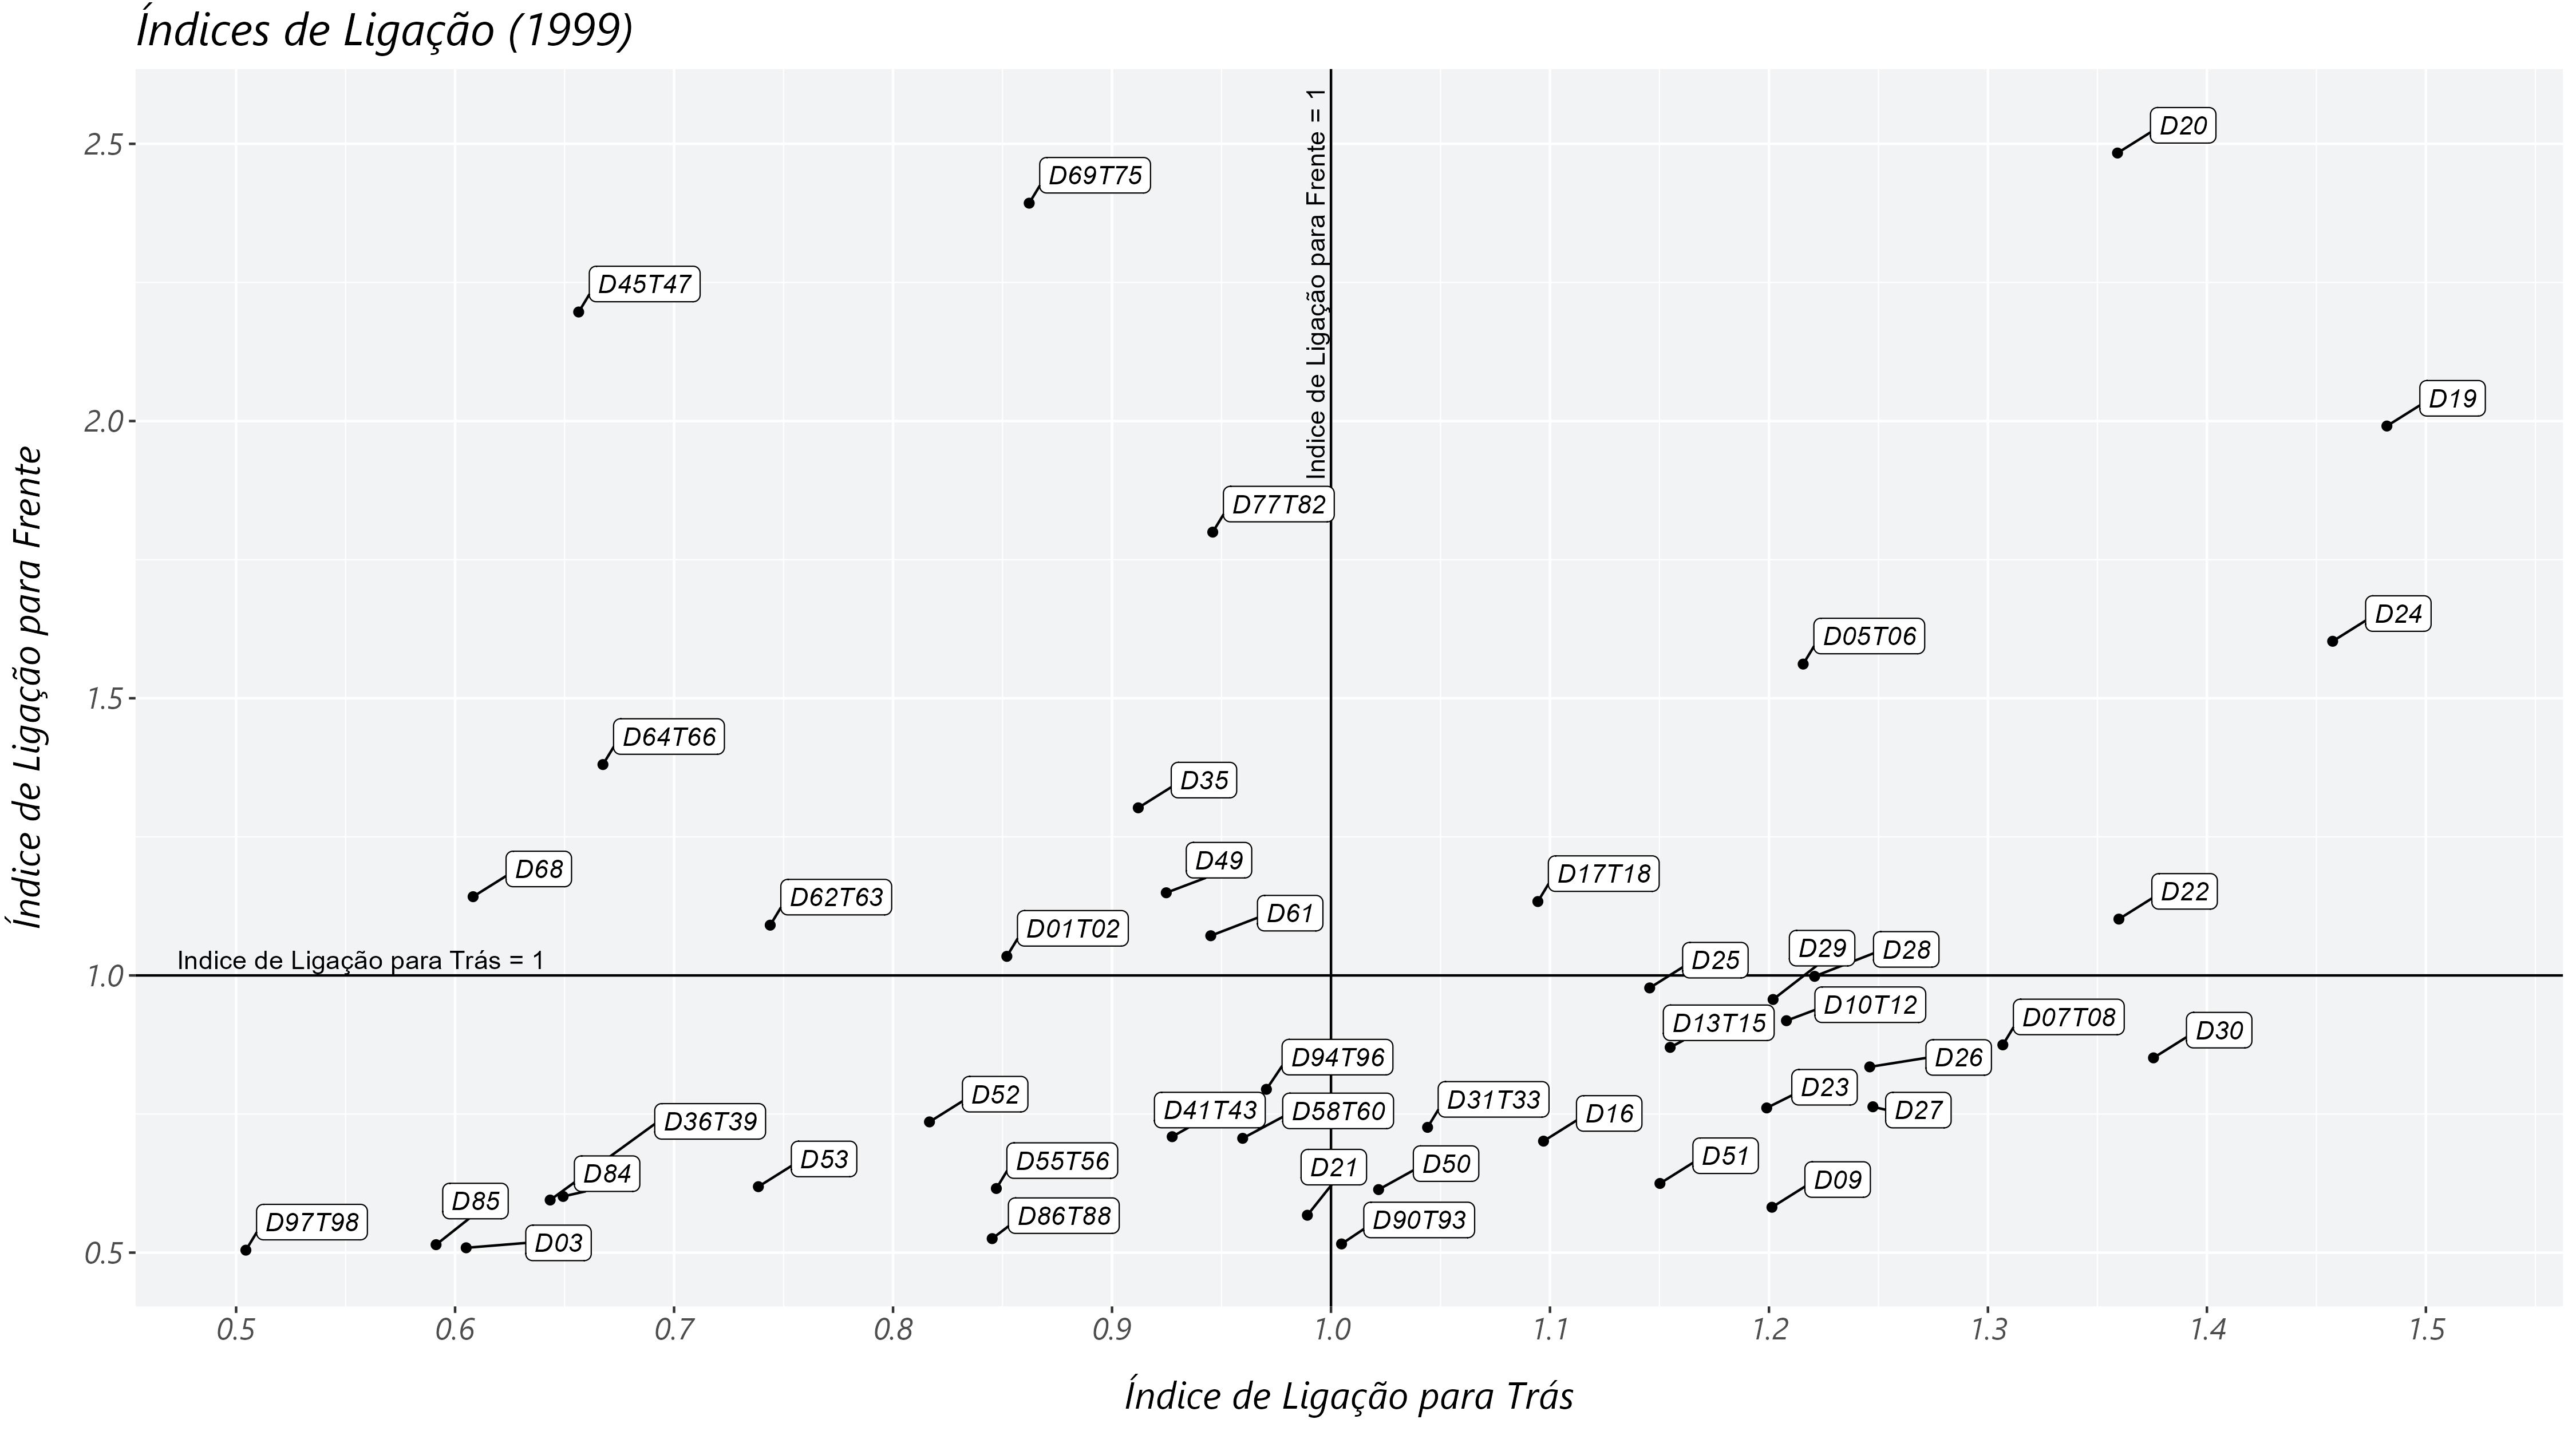 Índices de Ligação (1999)
Índice de Ligação para Frente
2.5
2.0
1.5
1.0
0.5
Indice de Ligação para Frente = 1
Indice de Ligação para Trás = 1
D20
D69T75
D45T47
D19
D77T82
D24
D05T06
D64T66
D35
D49
D68
D17T18
D62T63
D22
D61
D01T02
D29
D28
D25
D10T12
D07T08
D13T15
D30
D94T96
D26
D52
D23
D31T33
D41T43
D58T60
D27
D16
D36T39
D51
D53
D55T56
D50
D21
D84
D09
D85
D86T88
D90T93
D97T98
D03
0.5
0.6
0.7
0.8
0.9
1.0
1.1
1.2
1.3
1.4
1.5
Índice de Ligação para Trás